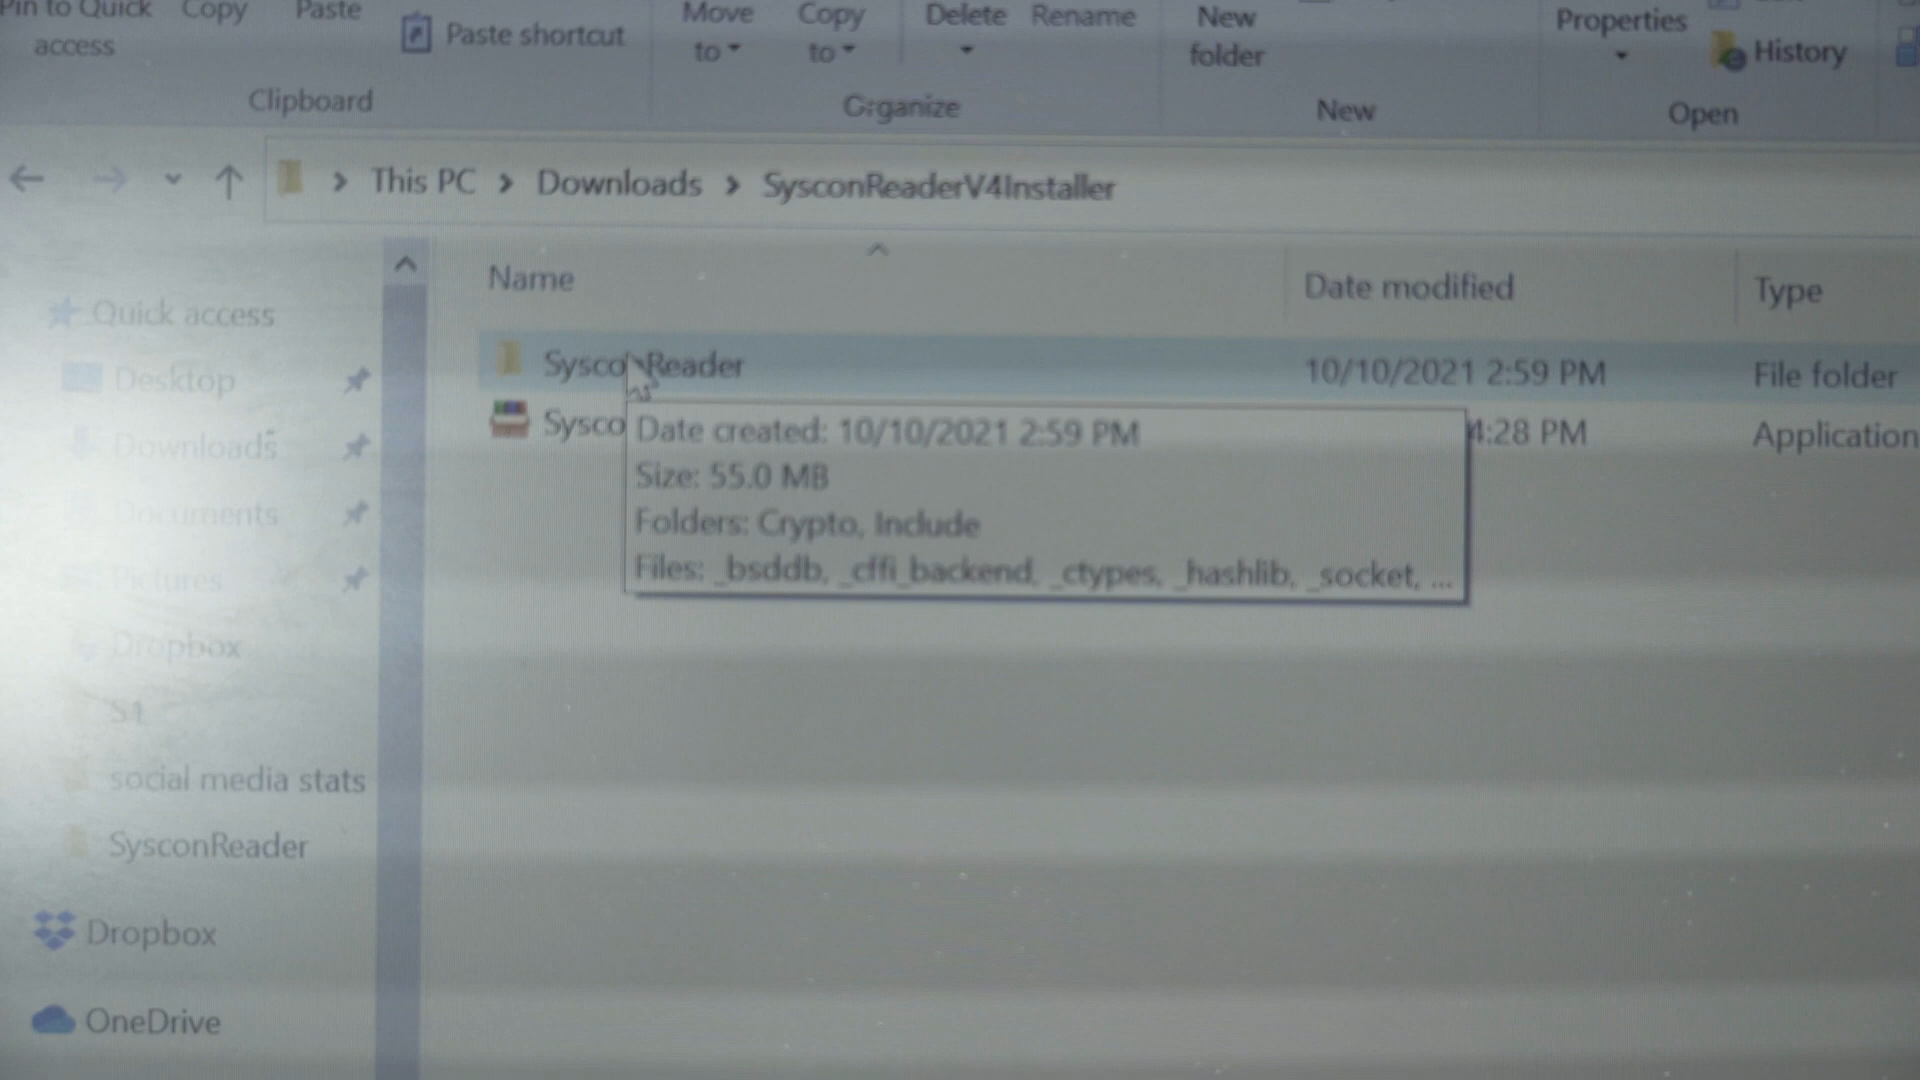 Pin to Quick
access
Copy
Paste
Paste shortcut
Clipboard
Move
to
Copy
to
Delete
Rename
Organize
New
folder
New
Properties
History
Open
This PC > Downloads > SysconReaderV4Installer
Name
Date modified
Type
Quick access
Desktop
Downloads
Documents
Pictures
Dropbox
S1
social media stats
SysconReader
Dropbox
OneDrive
SysconReader
10/10/2021 2:59 PM
File folder
Sysco
4:28 PM
Application
Date created: 10/10/2021 2:59 PM
Size: 55.0 MB
Folders: Crypto, Include
Files: _bsddb, _cffi_backend, _ctypes, _hashlib, _socket, ...